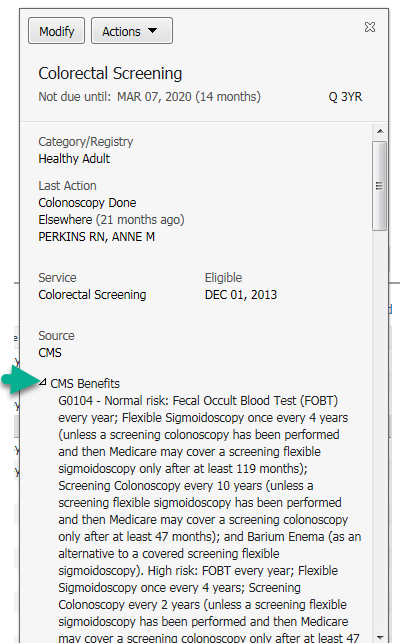 Modify Actions
Colorectal Screening
Not due until: MAR 07, 2020 (14 months) Q 3YR
Category/Registry
Healthy Adult
Last Action
Colonoscopy Done
Elsewhere (21 months ago)
PERKINS RN, ANNE M
Service Eligible
Colorectal Screening DEC 01, 2013
Source
CMS
CMS Benefits
G0104 - Normal risk: Fecal Occult Blood Test (FOBT)
every year; Flexible Sigmoidoscopy once every 4 years
(unless a screening colonoscopy has been performed
and then Medicare may cover a screening flexible
sigmoidoscopy only after at least 119 months);
Screening Colonoscopy every 10 years (unless a
screening flexible sigmoidoscopy has been performed
and then Medicare may cover a screening colonoscopy
only after at least 47 months); and Barium Enema (as an
alternative to a covered screening flexible
sigmoidoscopy). High risk: FOBT every year; Flexible
Sigmoidoscopy once every 4 years; Screening
Colonoscopy every 2 years (unless a screening flexible
sigmoidoscopy has been performed and then Medicare
may cover a screening colonoscopy only after at least 47